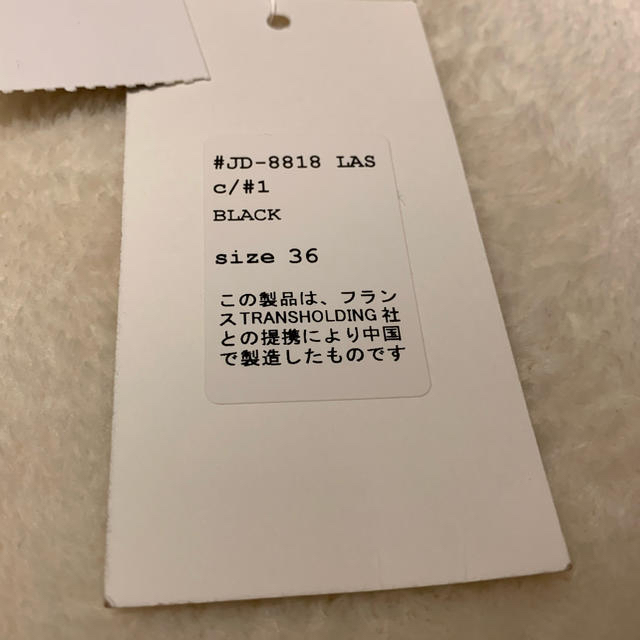 #JD-8818 LAS
c/#1
BLACK
size 36
この製品は、フラン
スTRANSHOLDING社
との提携により中国
で製造したものです